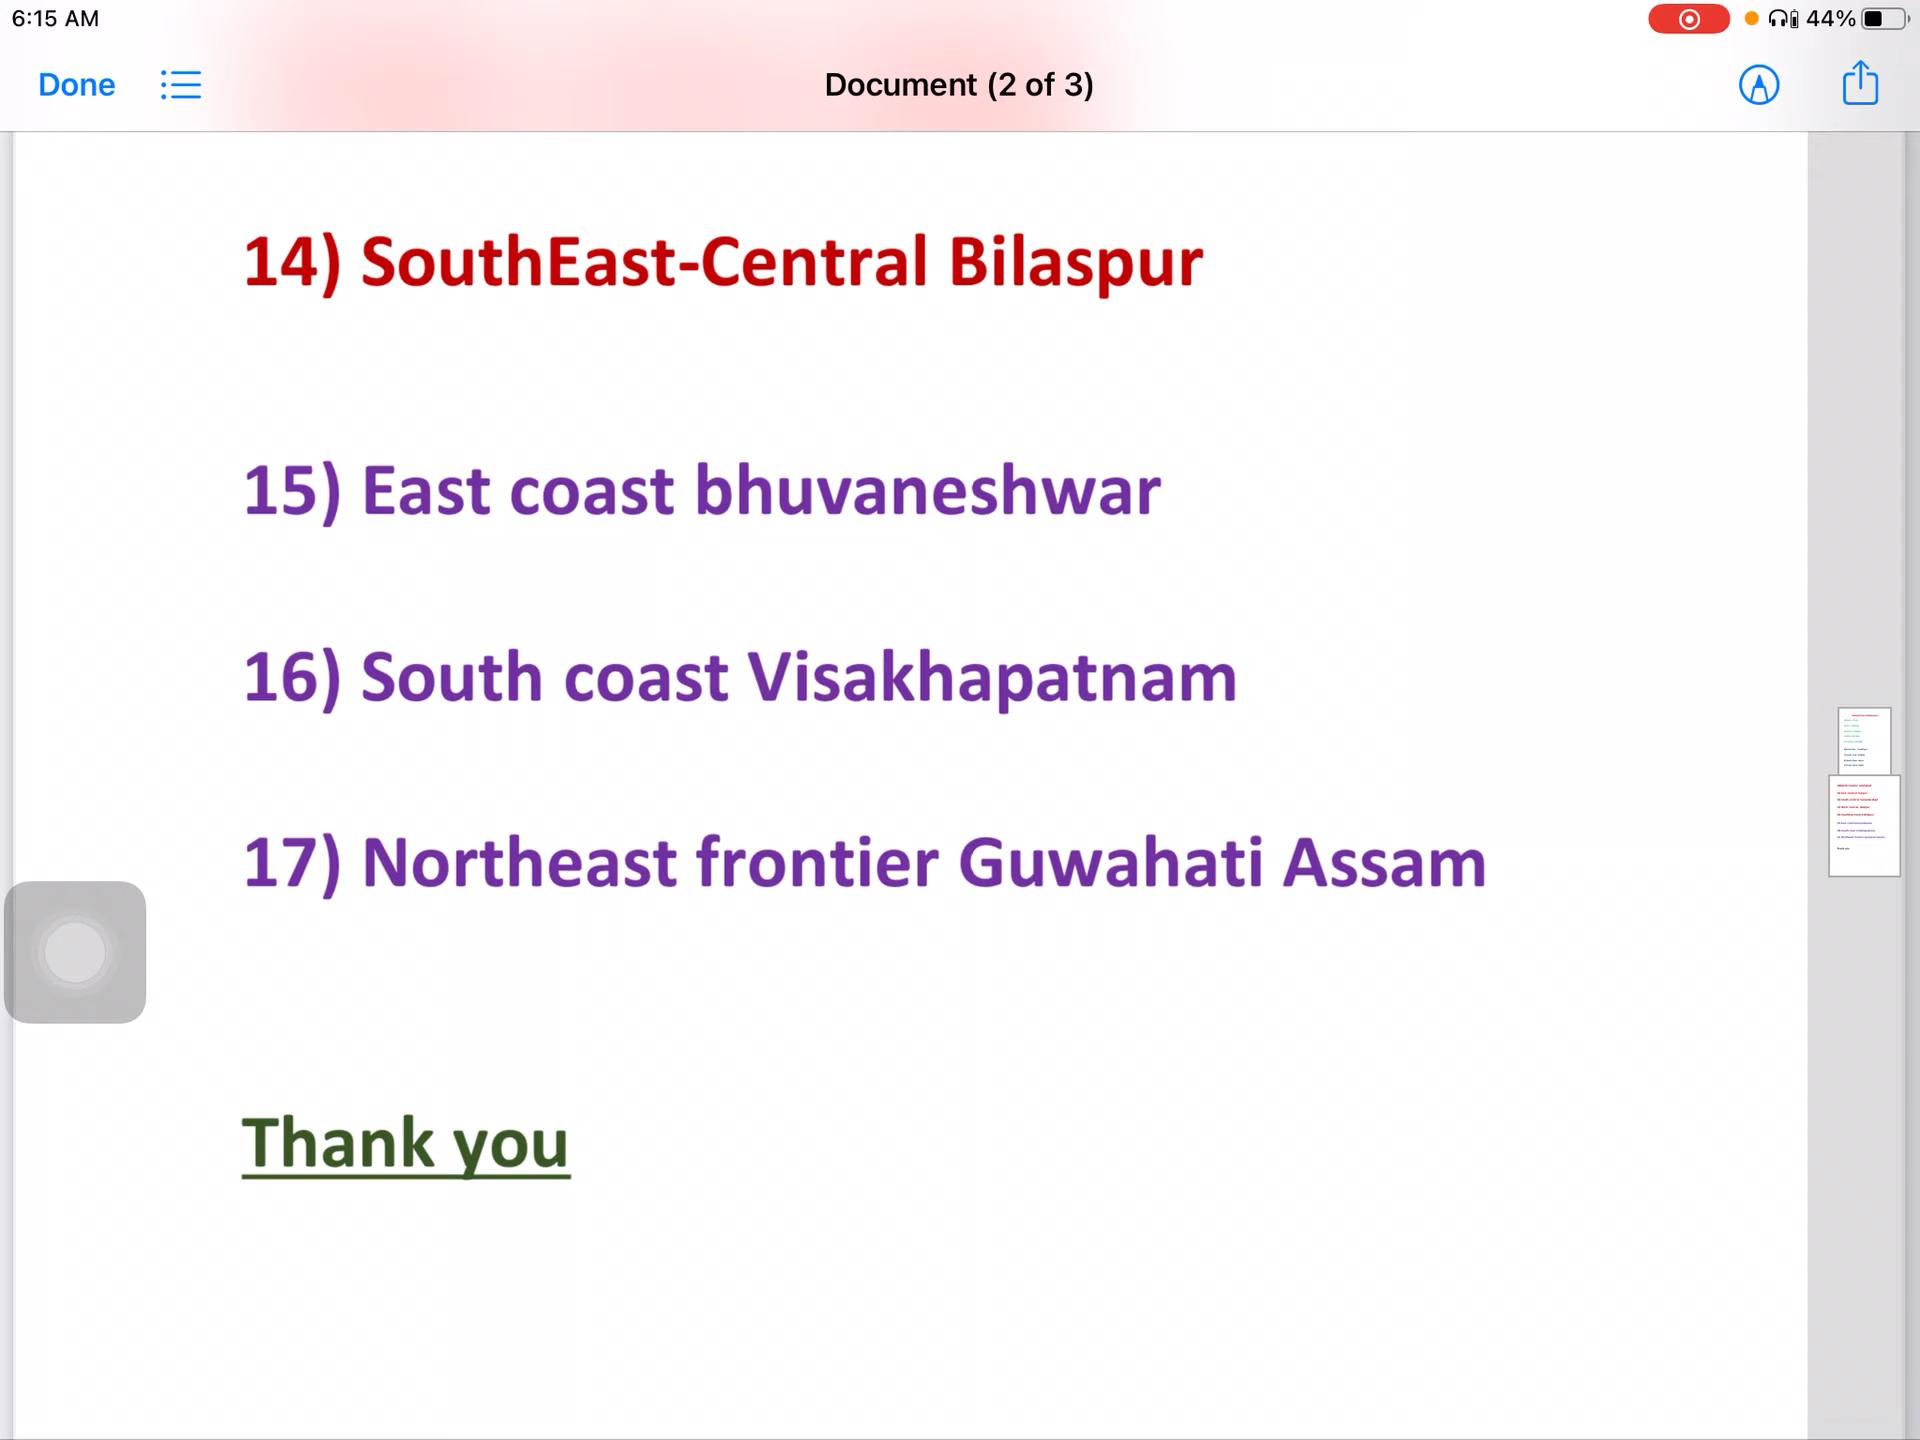 6:15 AM
44%
Done
Document (2 of 3)
14) SouthEast-Central Bilaspur
15) East coast bhuvaneshwar
16) South coast Visakhapatnam
17) Northeast frontier Guwahati Assam
Thank you